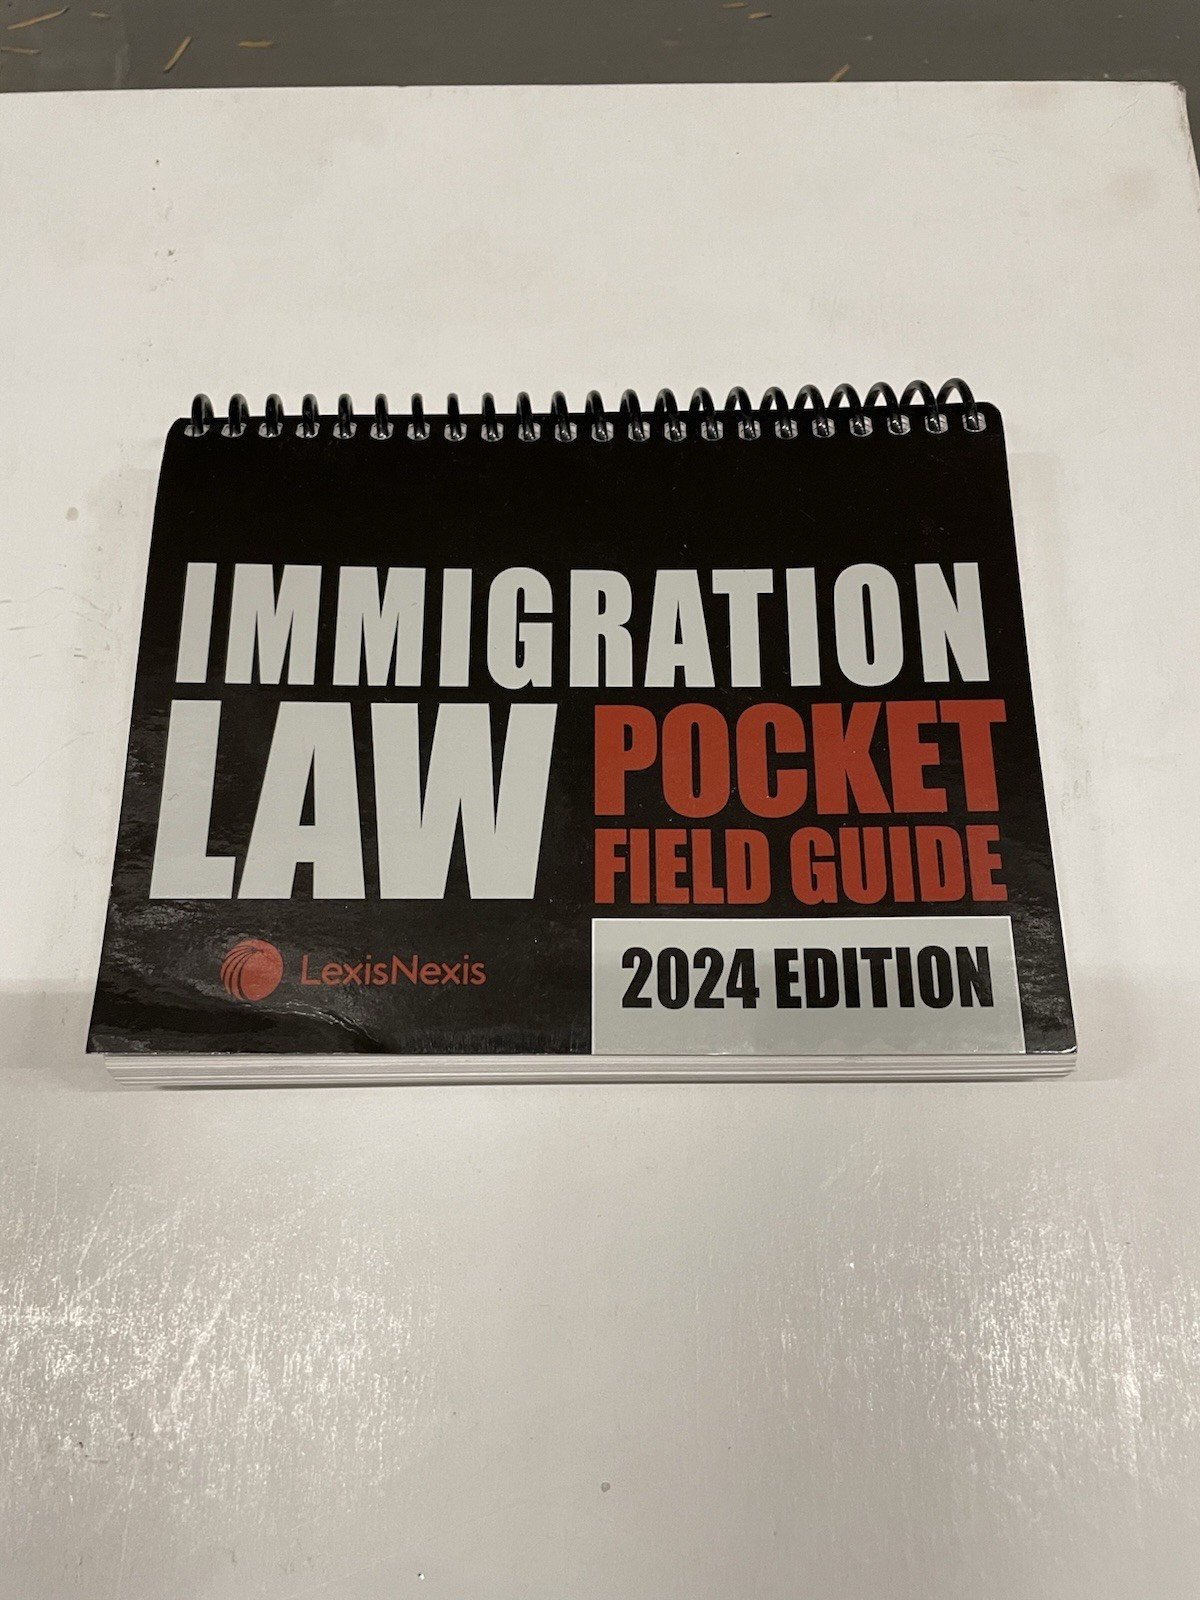 IMMIGRATION
LAW
POCKET
FIELD GUIDE
LexisNexis
2024 EDITION